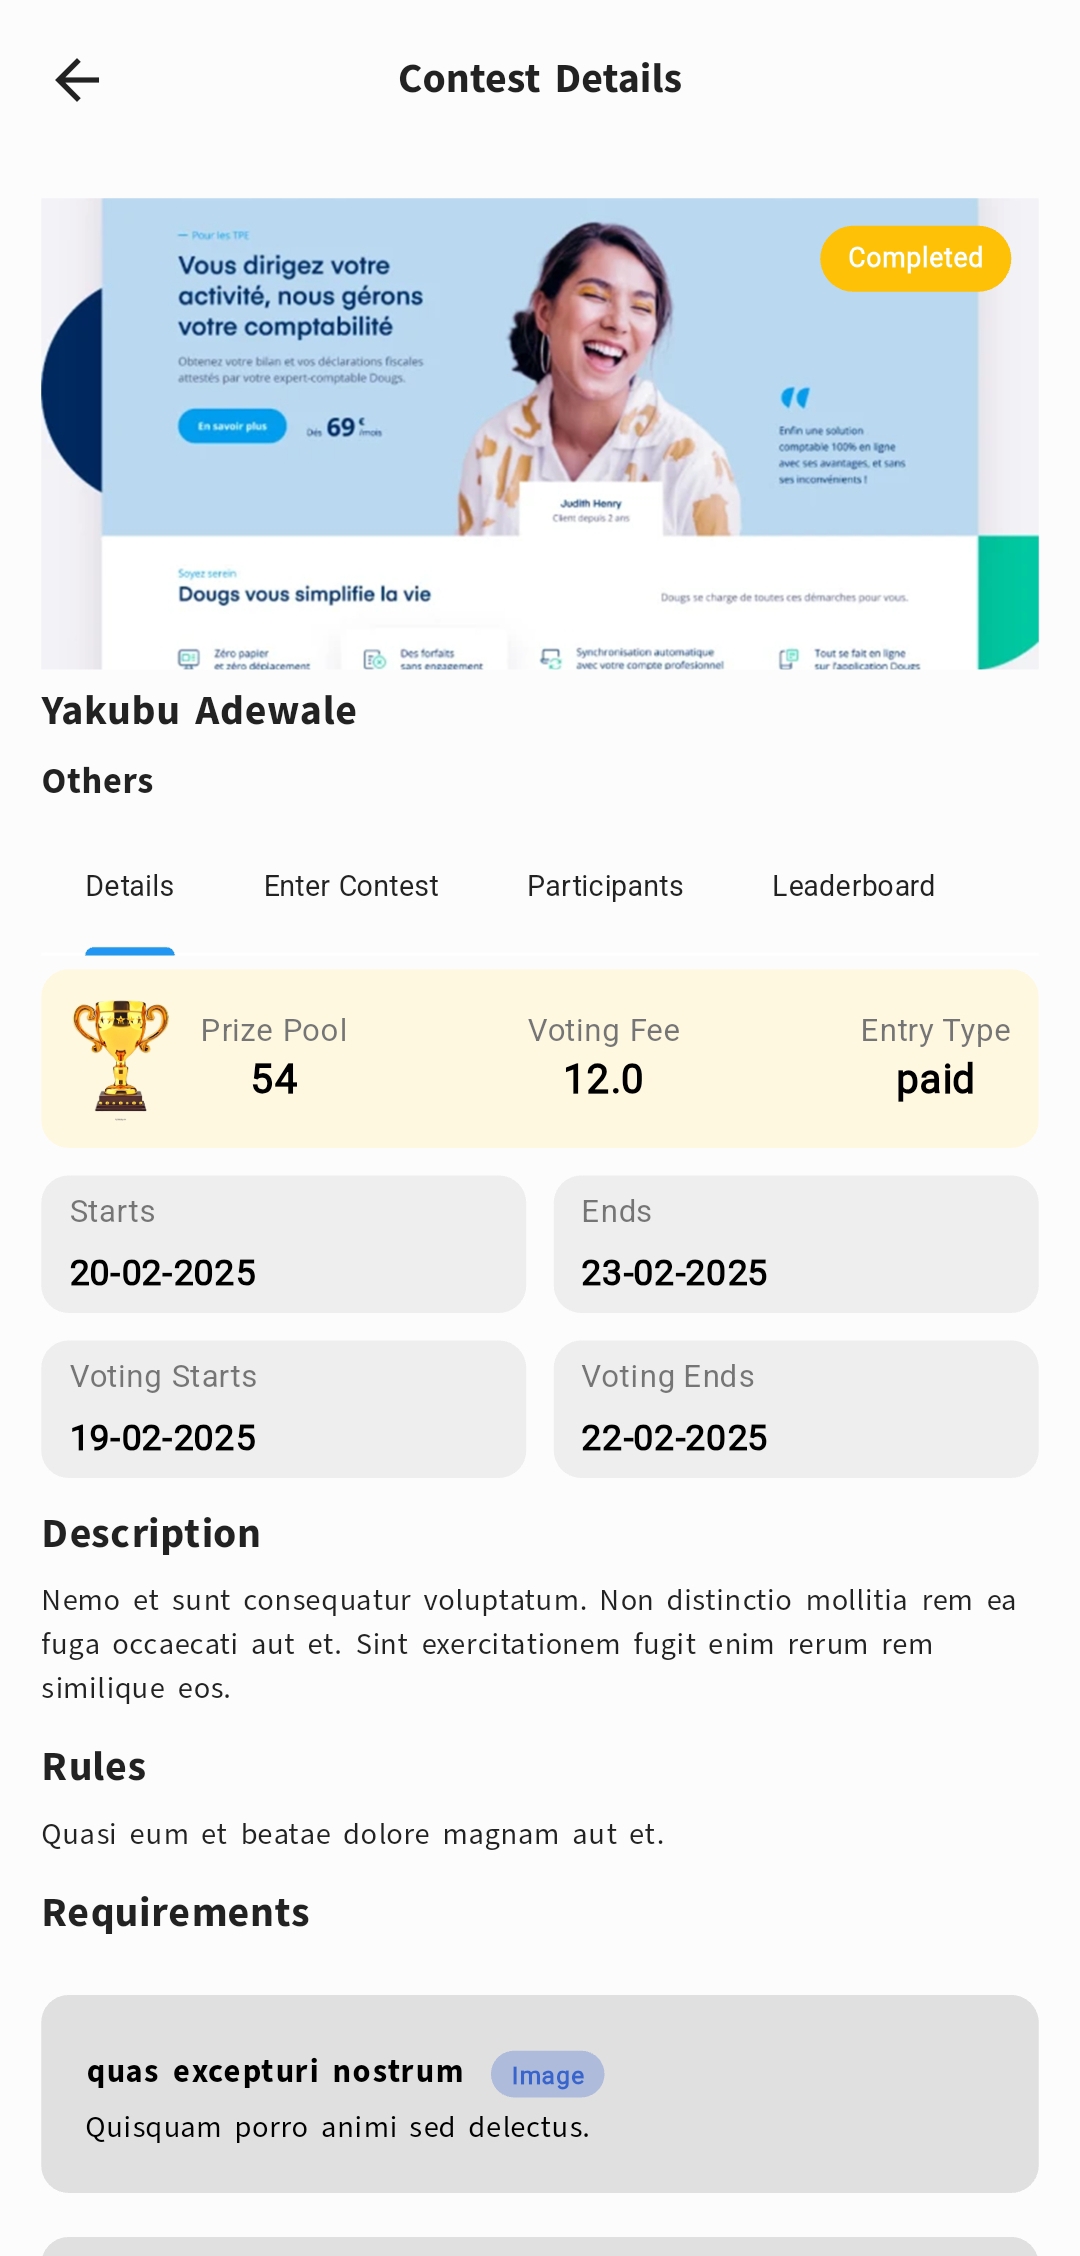 Contest Details
Completed
— Pour les TPE
Vous dirigez votre
activité, nous gérons
votre comptabilité
Obtenez votre bilan et vos déclarations fiscales
attestés par votre expert-comptable Dougs.
En savoir plus
Dès 69€ /mois
Enfin une solution
comptable 100% en ligne
avec ses avantages, et sans
ses inconvénients !
Judith Henry
Client depuis 2 ans
Soyez serein
Dougs vous simplifie la vie
Dougs se charge de toutes ces démarches pour vous.
Zéro papier
et zéro déplacement
Des forfaits
sans engagement
Synchronisation automatique
avec votre compte profesionnel
Tout se fait en ligne
sur l'application Dougs
Yakubu Adewale
Others
Details Enter Contest Participants Leaderboard
Prize Pool Voting Fee Entry Type
54 12.0 paid
Starts Ends
20-02-2025 23-02-2025
Voting Starts Voting Ends
19-02-2025 22-02-2025
Description
Nemo et sunt consequatur voluptatum. Non distinctio mollitia rem ea
fuga occaecati aut et. Sint exercitationem fugit enim rerum rem
similique eos.
Rules
Quasi eum et beatae dolore magnam aut et.
Requirements
quas excepturi nostrum Image
Quisquam porro animi sed delectus.